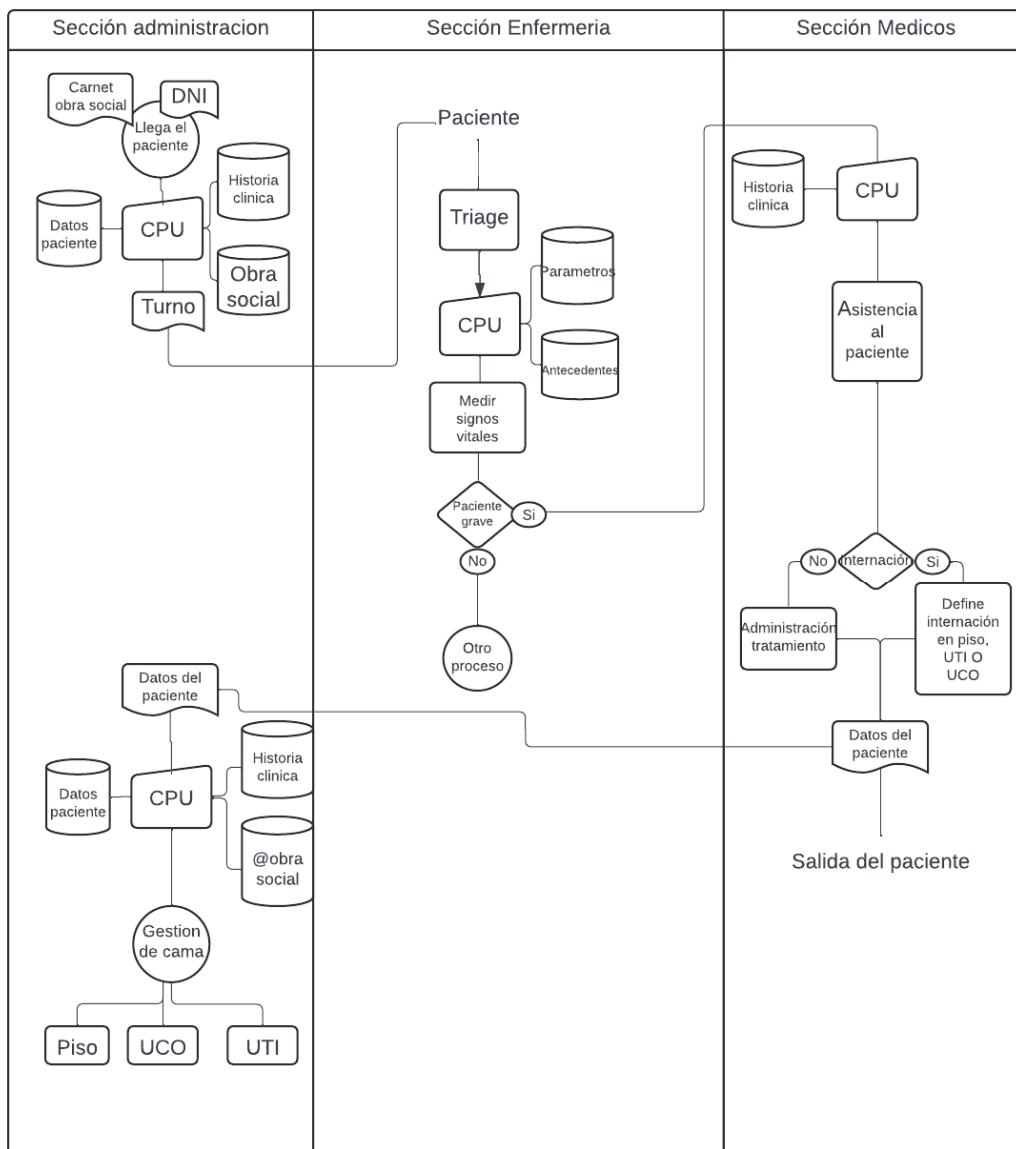 Sección administracion
Sección Enfermeria
Sección Medicos
Carnet
obra social
DNI
Llega el
paciente
Datos
paciente
CPU
Historia
clinica
Obra
social
Turno
Paciente
Triage
CPU
Parametros
Antecedentes
Medir
signos
vitales
Paciente
grave
Si
No
Otro
proceso
Historia
clinica
CPU
Asistencia
al
paciente
No
Internación
Si
Administración
tratamiento
Define
internación
en piso,
UTI O
UCO
Datos del
paciente
Salida del paciente
Datos del
paciente
Datos
paciente
CPU
Historia
clinica
@obra
social
Gestion
de cama
Piso
UCO
UTI